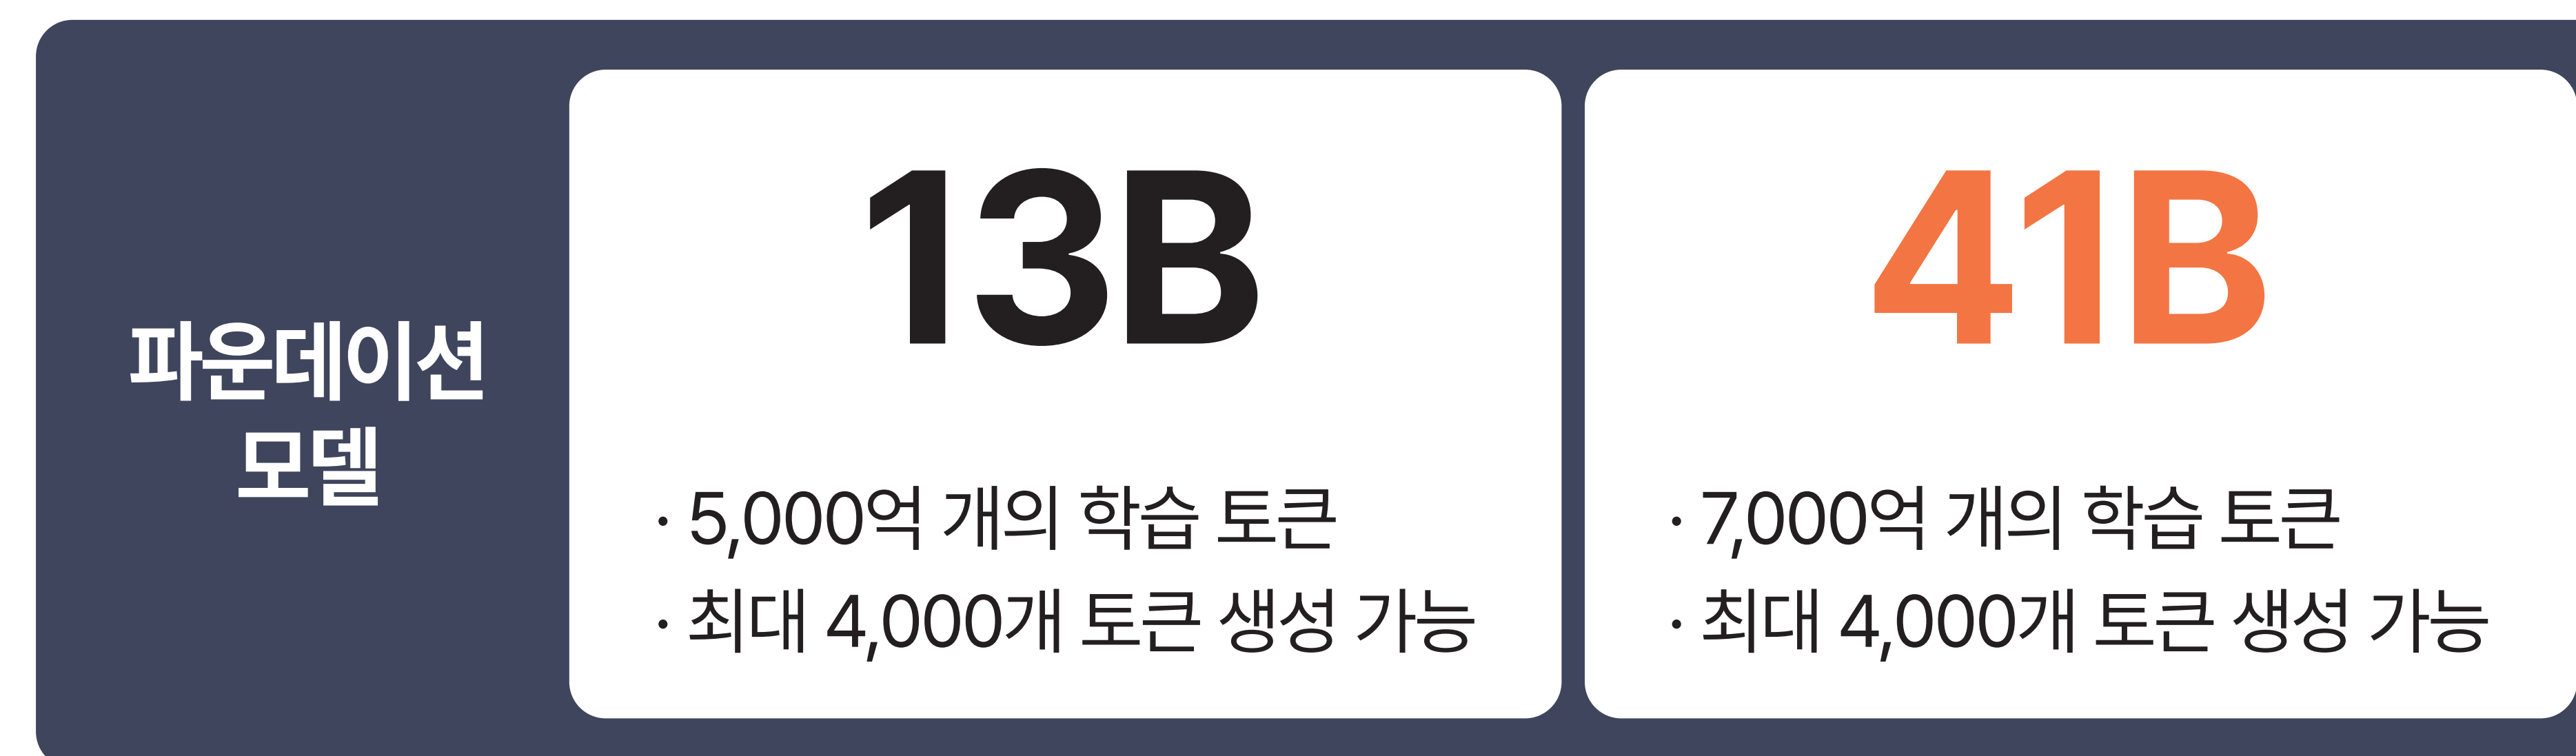 파운데이션
모델
13B
· 5,000억 개의 학습 토큰
· 최대 4,000개 토큰 생성 가능
41B
· 7,000억 개의 학습 토큰
· 최대 4,000개 토큰 생성 가능